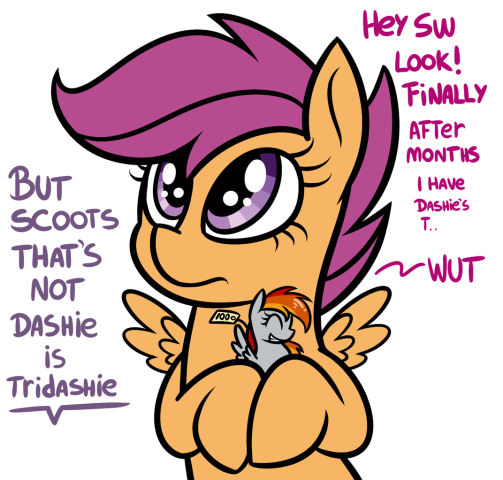 Hey SW
LOOK!
FiNALLY
AFTer
MONTHS
I HAVe
DASHie'S
T..
WUT
BUT
SCOOTS
THAT'S
NOT
DASHie
iS
TriDASHie
100